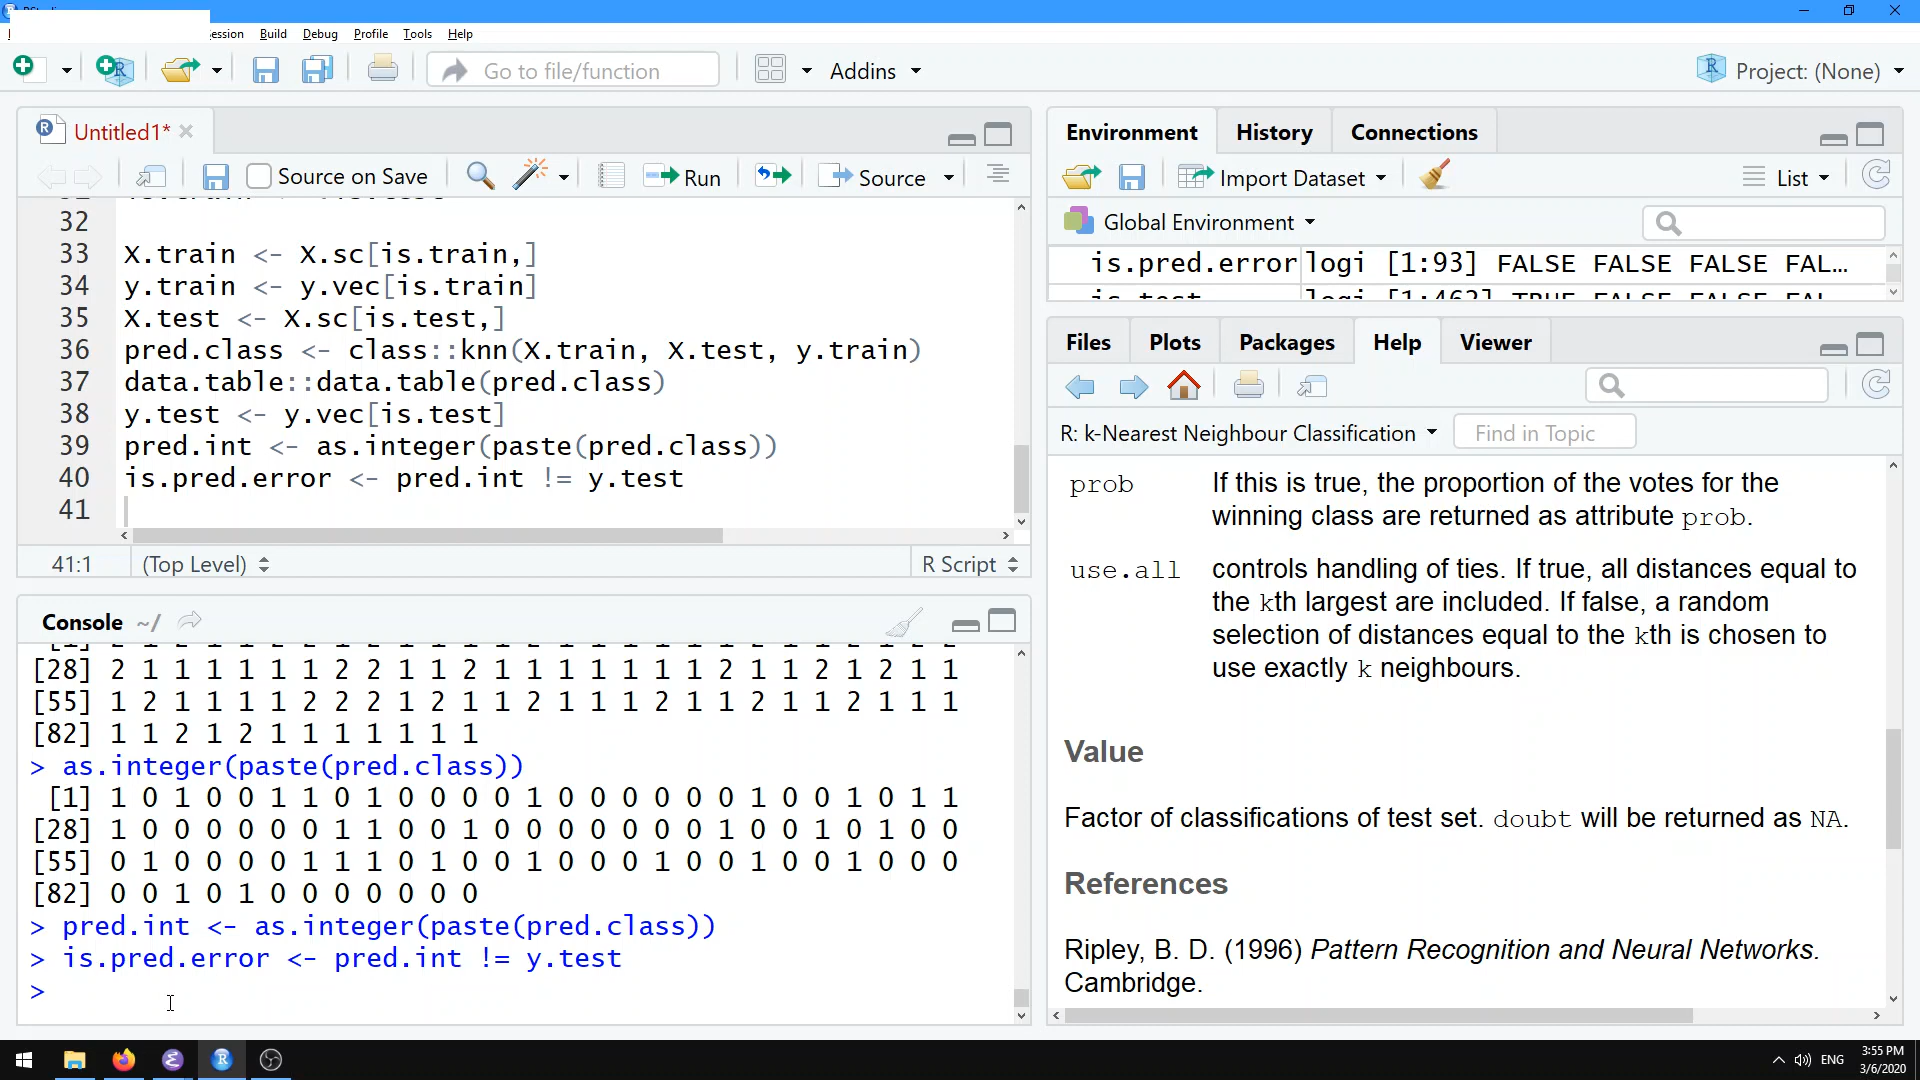 ession Build Debug Profile Tools Help
Go to file/function Addins Project: (None)
Untitled1*
Source on Save Run Source
32
33 X.train <- X.sc[is.train,]
34 y.train <- y.vec[is.train]
35 X.test <- X.sc[is.test,]
36 pred.class <- class::knn(X.train, X.test, y.train)
37 data.table::data.table(pred.class)
38 y.test <- y.vec[is.test]
39 pred.int <- as.integer(paste(pred.class))
40 is.pred.error <- pred.int != y.test
41
41:1 (Top Level) R Script
Console ~/
[28] 2 1 1 1 1 1 1 2 2 1 1 2 1 1 1 1 1 1 1 2 1 1 2 1 2 1 1
[55] 1 2 1 1 1 1 2 2 2 1 2 1 1 2 1 1 1 2 1 1 2 1 1 2 1 1 1
[82] 1 1 2 1 2 1 1 1 1 1 1 1
> as.integer(paste(pred.class))
[1] 1 0 1 0 0 1 1 0 1 0 0 0 0 1 0 0 0 0 0 0 1 0 0 1 0 1 1
[28] 1 0 0 0 0 0 0 1 1 0 0 1 0 0 0 0 0 0 0 1 0 0 1 0 1 0 0
[55] 0 1 0 0 0 0 1 1 1 0 1 0 0 1 0 0 0 1 0 0 1 0 0 1 0 0 0
[82] 0 0 1 0 1 0 0 0 0 0 0 0
> pred.int <- as.integer(paste(pred.class))
> is.pred.error <- pred.int != y.test
>
Environment History Connections
Import Dataset List
Global Environment
is.pred.error logi [1:93] FALSE FALSE FALSE FAL...
is.test logi [1:462] TRUE FALSE FALSE FAL...
Files Plots Packages Help Viewer
R: k-Nearest Neighbour Classification Find in Topic
prob If this is true, the proportion of the votes for the
winning class are returned as attribute prob.
use.all controls handling of ties. If true, all distances equal to
the kth largest are included. If false, a random
selection of distances equal to the kth is chosen to
use exactly k neighbours.
Value
Factor of classifications of test set. doubt will be returned as NA.
References
Ripley, B. D. (1996) Pattern Recognition and Neural Networks.
Cambridge.
ENG
3:55 PM
3/6/2020